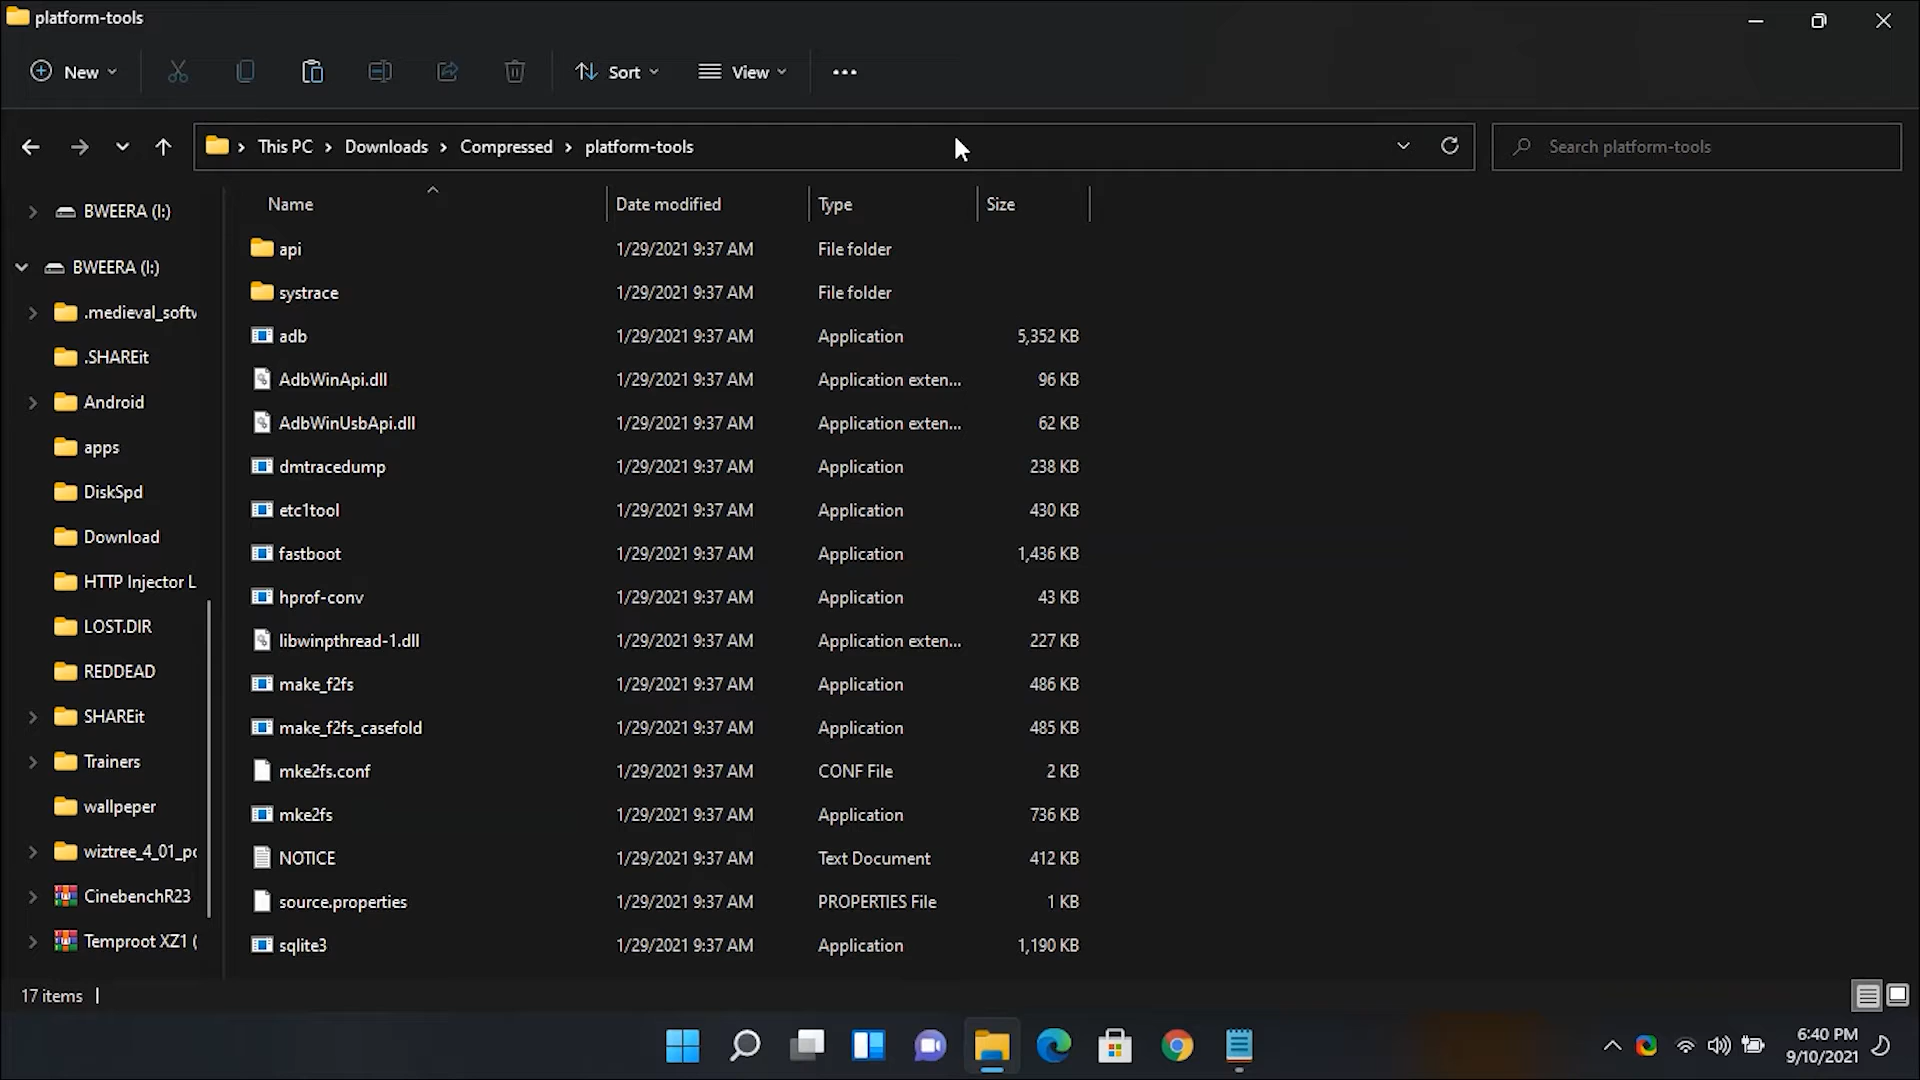 platform-tools
New
Sort
View
This PC
Downloads
Compressed
platform-tools
Search platform-tools
BWEERA (I:)
BWEERA (I:)
.medieval_softw
.SHAREit
Android
apps
DiskSpd
Download
HTTP Injector L
LOST.DIR
REDDEAD
SHAREit
Trainers
wallpeper
wiztree_4_01_po
CinebenchR23
Temproot XZ1 (
Name Date modified Type Size
api 1/29/2021 9:37 AM File folder
systrace 1/29/2021 9:37 AM File folder
adb 1/29/2021 9:37 AM Application 5,352 KB
AdbWinApi.dll 1/29/2021 9:37 AM Application exten... 96 KB
AdbWinUsbApi.dll 1/29/2021 9:37 AM Application exten... 62 KB
dmtracedump 1/29/2021 9:37 AM Application 238 KB
etc1tool 1/29/2021 9:37 AM Application 430 KB
fastboot 1/29/2021 9:37 AM Application 1,436 KB
hprof-conv 1/29/2021 9:37 AM Application 43 KB
libwinpthread-1.dll 1/29/2021 9:37 AM Application exten... 227 KB
make_f2fs 1/29/2021 9:37 AM Application 486 KB
make_f2fs_casefold 1/29/2021 9:37 AM Application 485 KB
mke2fs.conf 1/29/2021 9:37 AM CONF File 2 KB
mke2fs 1/29/2021 9:37 AM Application 736 KB
NOTICE 1/29/2021 9:37 AM Text Document 412 KB
source.properties 1/29/2021 9:37 AM PROPERTIES File 1 KB
sqlite3 1/29/2021 9:37 AM Application 1,190 KB
17 items
6:40 PM
9/10/2021